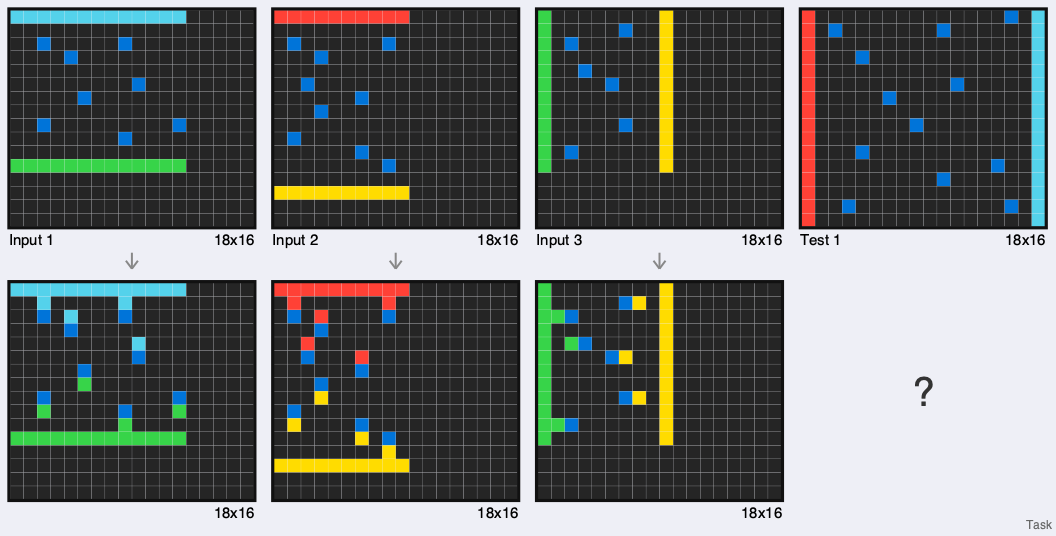 Input 1 18x16
Input 2 18x16
Input 3 18x16
Test 1 18x16
↓ ↓ ↓
?
18x16
18x16
18x16
Task